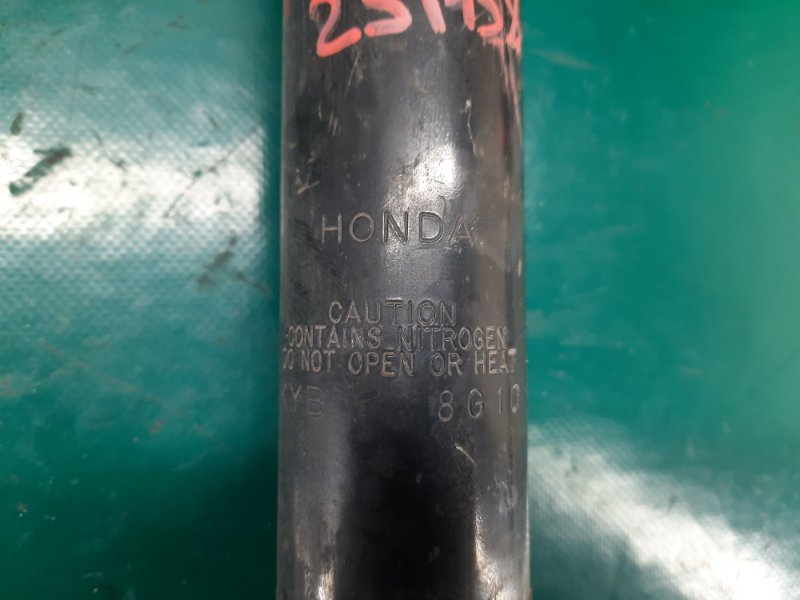 HONDA
CAUTION
CONTAINS NITROGEN
DO NOT OPEN OR HEAT
KYB 8G10